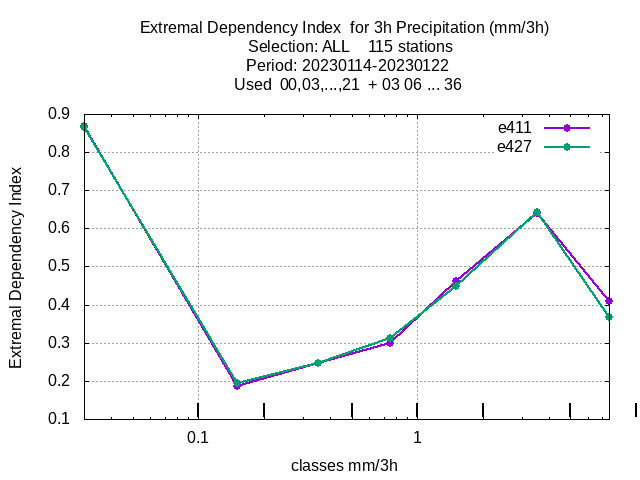 Extremal Dependency Index  for 3h Precipitation (mm/3h)
Selection: ALL    115 stations
Period: 20230114-20230122
Used  00,03,...,21  + 03 06 ... 36
e411
e427
0.9
0.8
0.7
0.6
0.5
0.4
0.3
0.2
0.1
Extremal Dependency Index
0.1
1
classes mm/3h